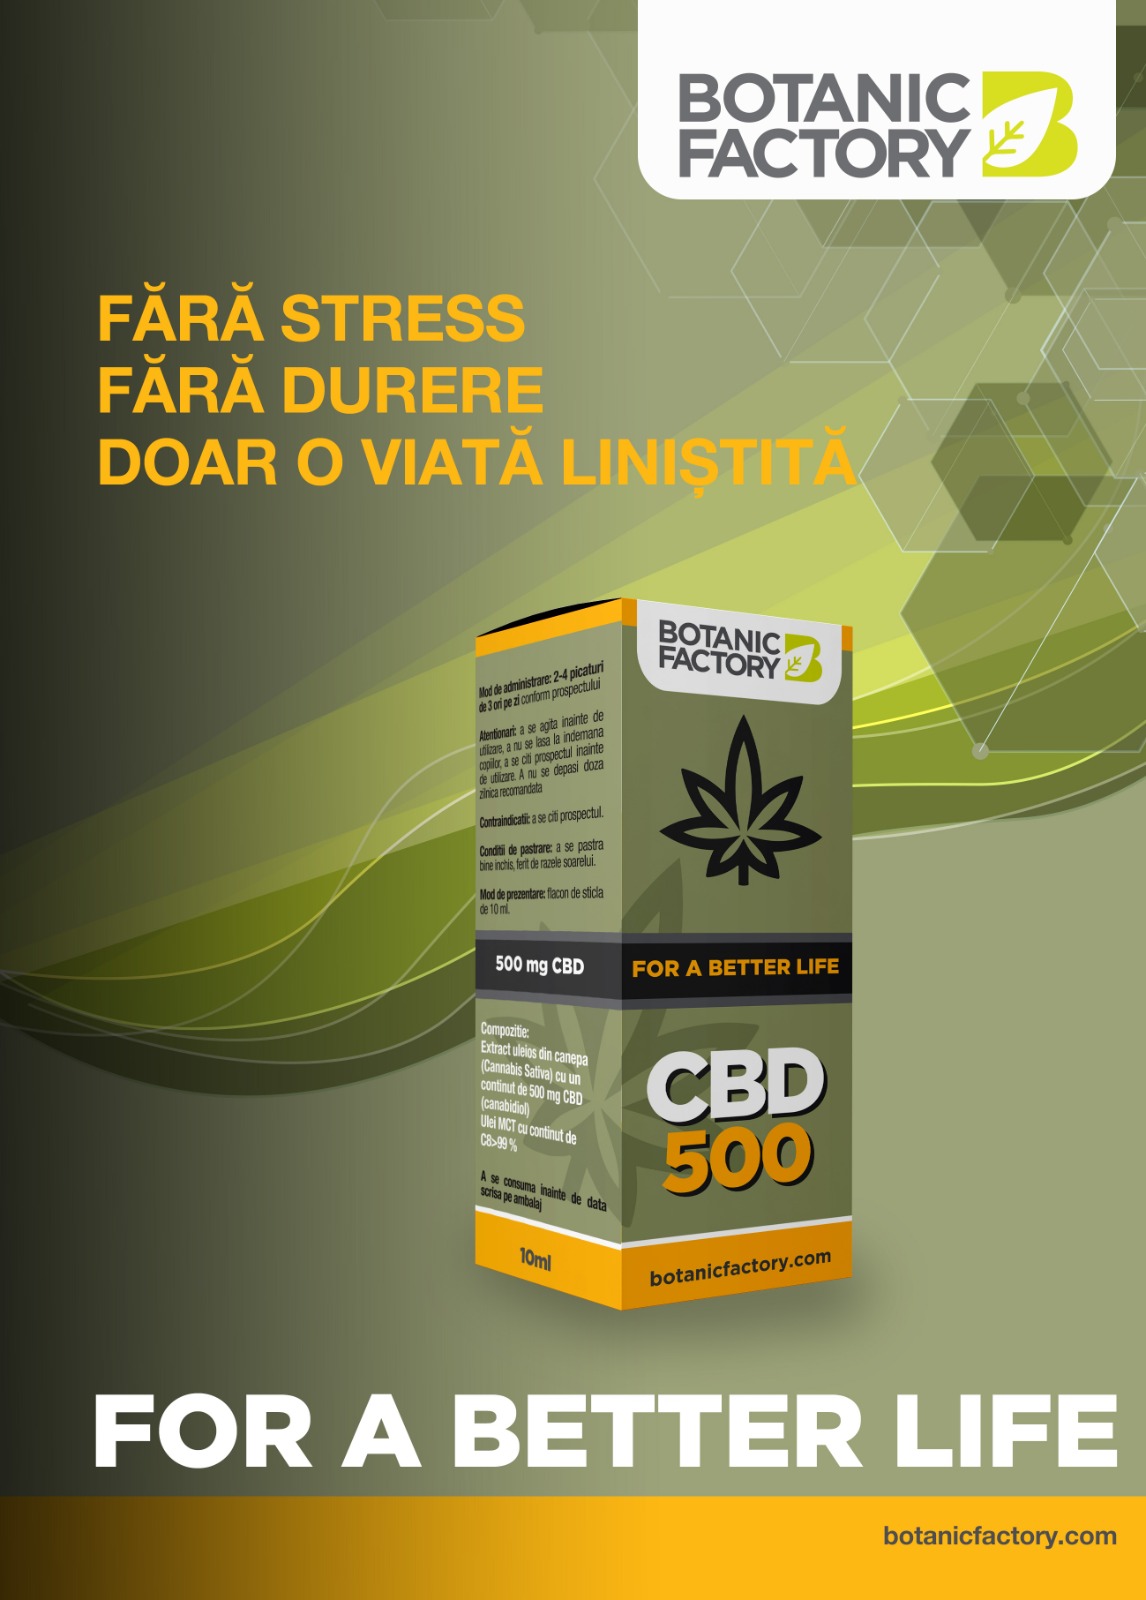 BOTANIC
FACTORY
FĂRĂ STRESS
FĂRĂ DURERE
DOAR O VIATĂ LINIȘTITĂ
BOTANIC
FACTORY
Mod de administrare: 2-4 picaturi
de 3 ori pe zi conform prospectului
Atentionari: a se agita inainte de
utilizare, a nu se lasa la indemana
copiilor, a se citi prospectul inainte
de utilizare. A nu se depasi doza
zilnica recomandata
Contraindicatii: a se citi prospectul.
Conditii de pastrare: a se pastra
bine inchis, ferit de razele soarelui.
Mod de prezentare: flacon de sticla
de 10 ml.
500 mg CBD
FOR A BETTER LIFE
Compozitie:
Extract uleios din canepa
(Cannabis Sativa) cu un
continut de 500 mg CBD
(canabidiol)
Ulei MCT cu continut de
C8>99 %
A se consuma inainte de data
scrisa pe ambalaj
10ml
CBD
500
botanicfactory.com
FOR A BETTER LIFE
botanicfactory.com